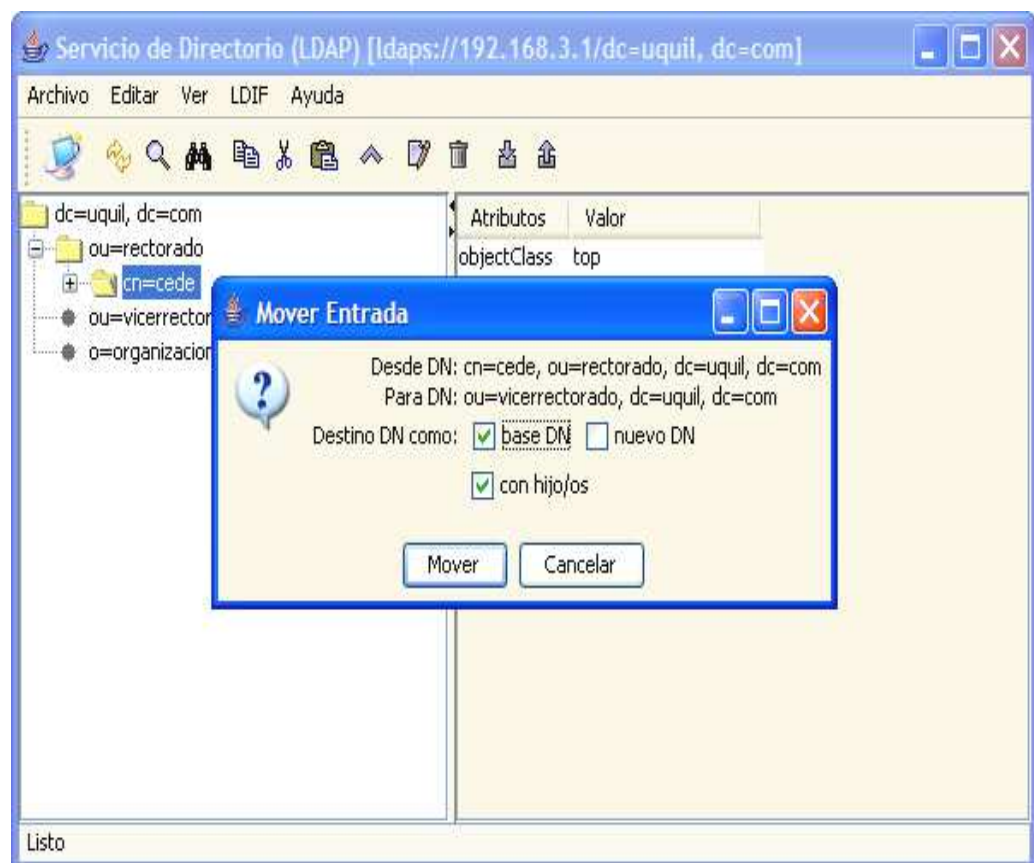 Servicio de Directorio (LDAP) [ldaps://192.168.3.1/dc=uquil, dc=com]
Archivo Editar Ver LDIF Ayuda
dc=uquil, dc=com
ou=rectorado
cn=cede
ou=vicerrector
o=organizacion
Atributos Valor
objectClass top
Mover Entrada
Desde DN: cn=cede, ou=rectorado, dc=uquil, dc=com
Para DN: ou=vicerrectorado, dc=uquil, dc=com
Destino DN como: base DN nuevo DN
con hijo/os
Mover Cancelar
Listo